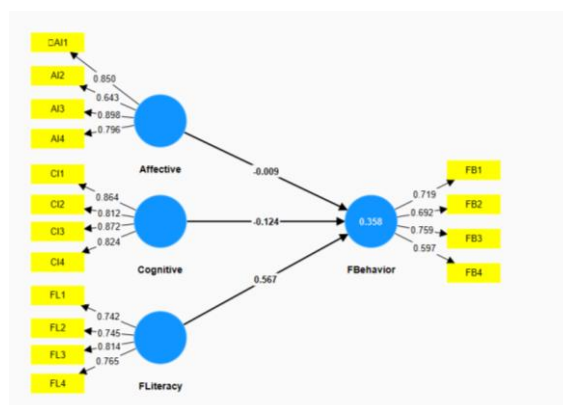 CAI1
AI2
AI3
AI4
0.850
0.643
0.898
0.796
Affective
CI1
CI2
CI3
CI4
0.864
0.812
0.872
0.824
Cognitive
FL1
FL2
FL3
FL4
0.742
0.745
0.814
0.765
FLiteracy
-0.009
-0.124
0.567
0.358
FBehavior
0.719
0.692
0.759
0.597
FB1
FB2
FB3
FB4